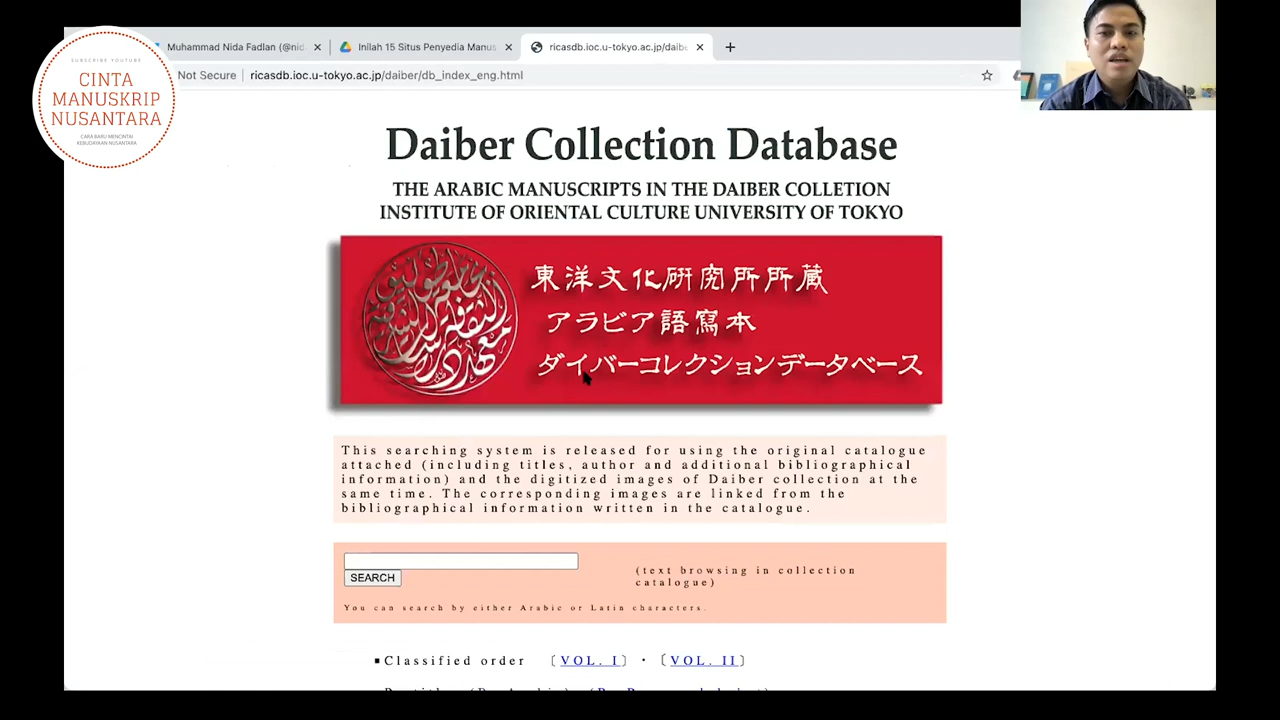 Muhammad Nida Fadlan (@nid
Inilah 15 Situs Penyedia Manus
ricasdb.ioc.u-tokyo.ac.jp/daibe
Not Secure
ricasdb.ioc.u-tokyo.ac.jp/daiber/db_index_eng.html
SUBSCRIBE YOUTUBE
CINTA
MANUSKRIP
NUSANTARA
CARA BARU MENCINTAI
KEBUDAYAAN NUSANTARA
Daiber Collection Database
THE ARABIC MANUSCRIPTS IN THE DAIBER COLLETION
INSTITUTE OF ORIENTAL CULTURE UNIVERSITY OF TOKYO
東洋文化研究所所蔵
アラビア語寫本
ダイバーコレクションデータベース
This searching system is released for using the original catalogue
attached (including titles, author and additional bibliographical
information) and the digitized images of Daiber collection at the
same time. The corresponding images are linked from the
bibliographical information written in the catalogue.
SEARCH
(text browsing in collection
catalogue)
You can search by either Arabic or Latin characters.
■Classified order 〔VOL. I〕・〔VOL. II〕